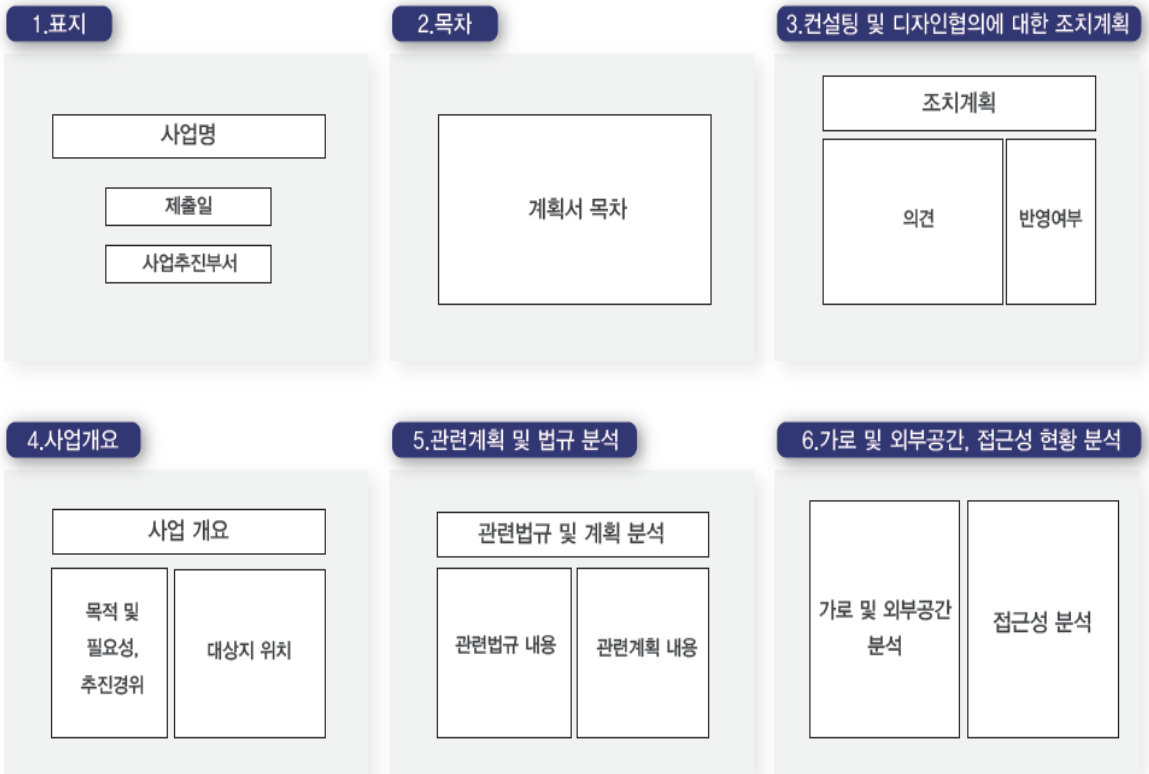 1.표지
사업명
제출일
사업추진부서
2.목차
계획서 목차
3.컨설팅 및 디자인협의에 대한 조치계획
조치계획
의견
반영여부
4.사업개요
사업 개요
목적 및
필요성,
추진경위
대상지 위치
5.관련계획 및 법규 분석
관련법규 및 계획 분석
관련법규 내용
관련계획 내용
6.가로 및 외부공간, 접근성 현황 분석
가로 및 외부공간
분석
접근성 분석